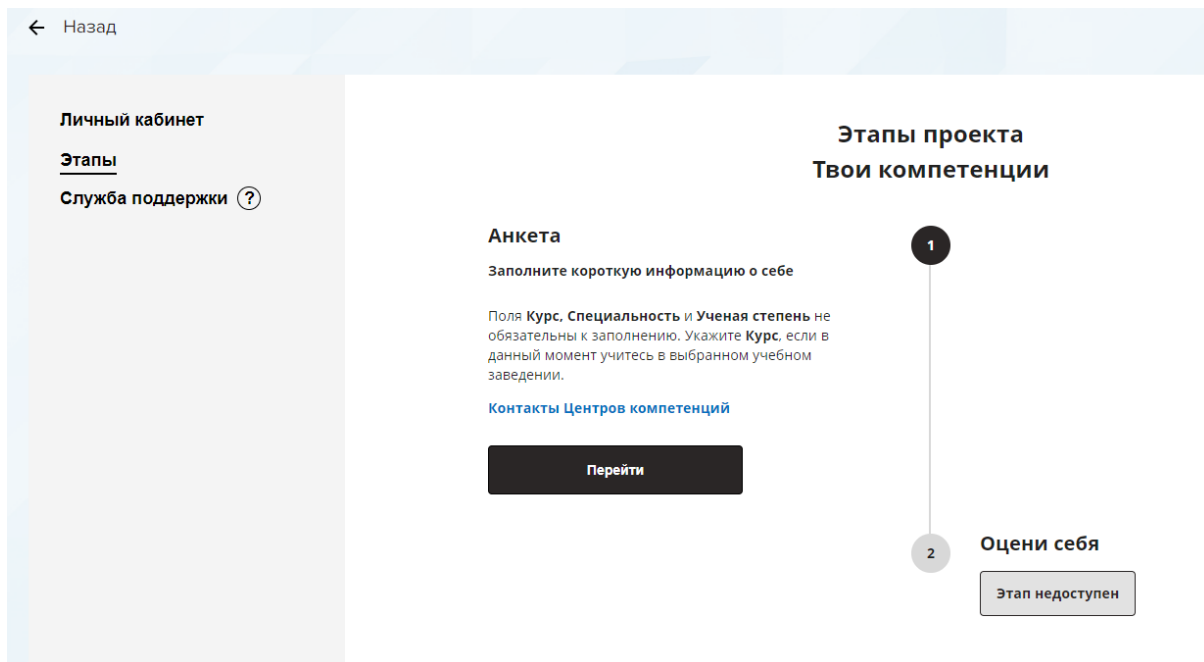 ← Назад
Личный кабинет
Этапы
Служба поддержки ?
Этапы проекта
Твои компетенции
1
Анкета
Заполните короткую информацию о себе
Поля Курс, Специальность и Ученая степень не
обязательны к заполнению. Укажите Курс, если в
данный момент учитесь в выбранном учебном
заведении.
Контакты Центров компетенций
Перейти
2
Оцени себя
Этап недоступен